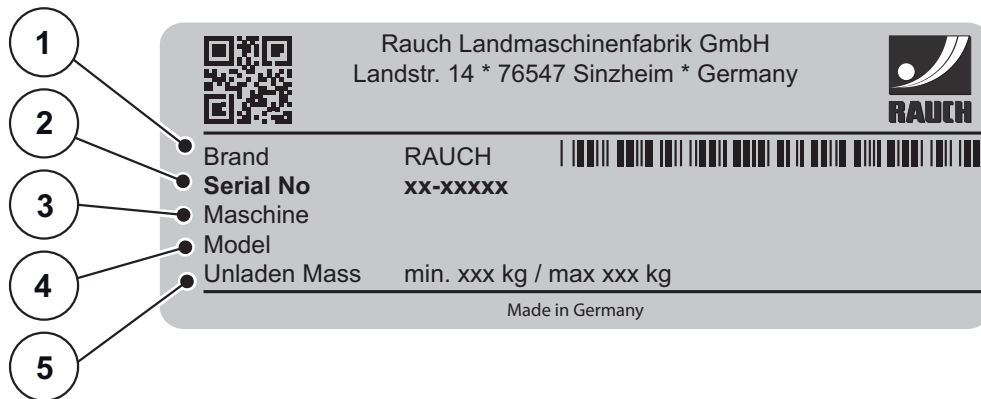 1
2
3
4
5
Rauch Landmaschinenfabrik GmbH
Landstr. 14 * 76547 Sinzheim * Germany
RAUCH
Brand RAUCH
Serial No xx-xxxxx
Maschine
Model
Unladen Mass min. xxx kg / max xxx kg
Made in Germany